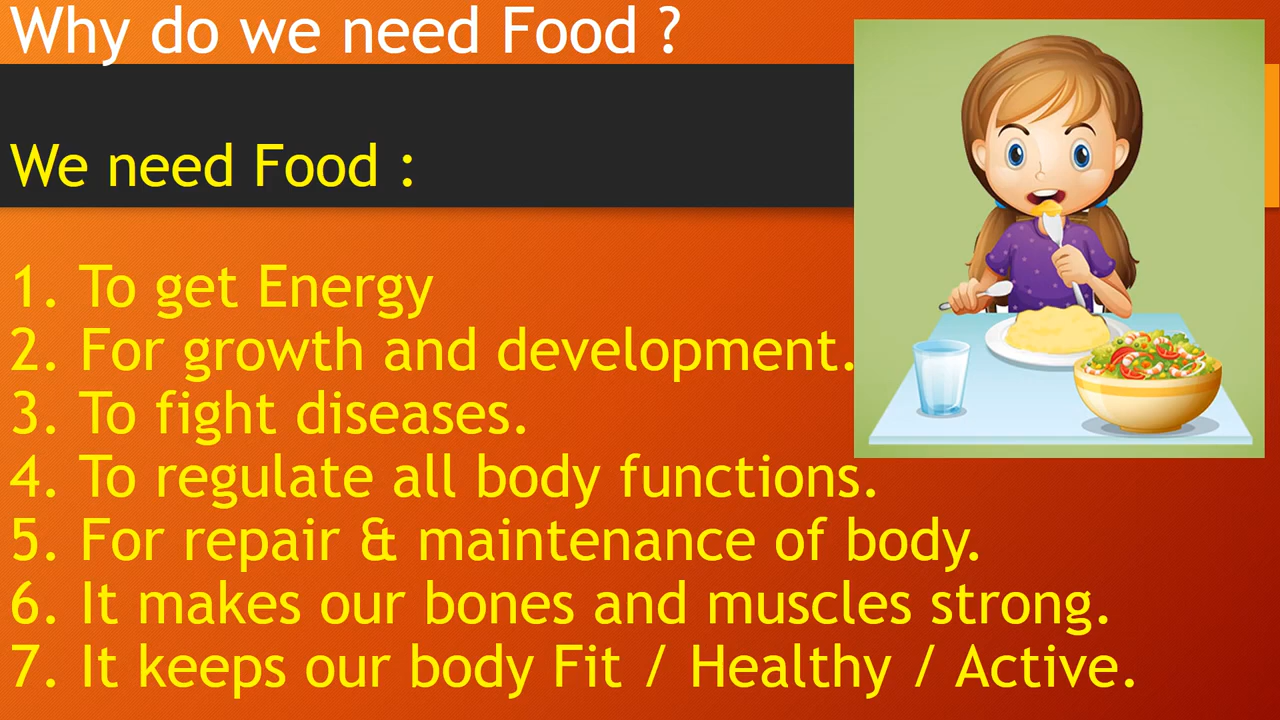 Why do we need Food ?
We need Food :
1. To get Energy
2. For growth and development.
3. To fight diseases.
4. To regulate all body functions.
5. For repair & maintenance of body.
6. It makes our bones and muscles strong.
7. It keeps our body Fit / Healthy / Active.